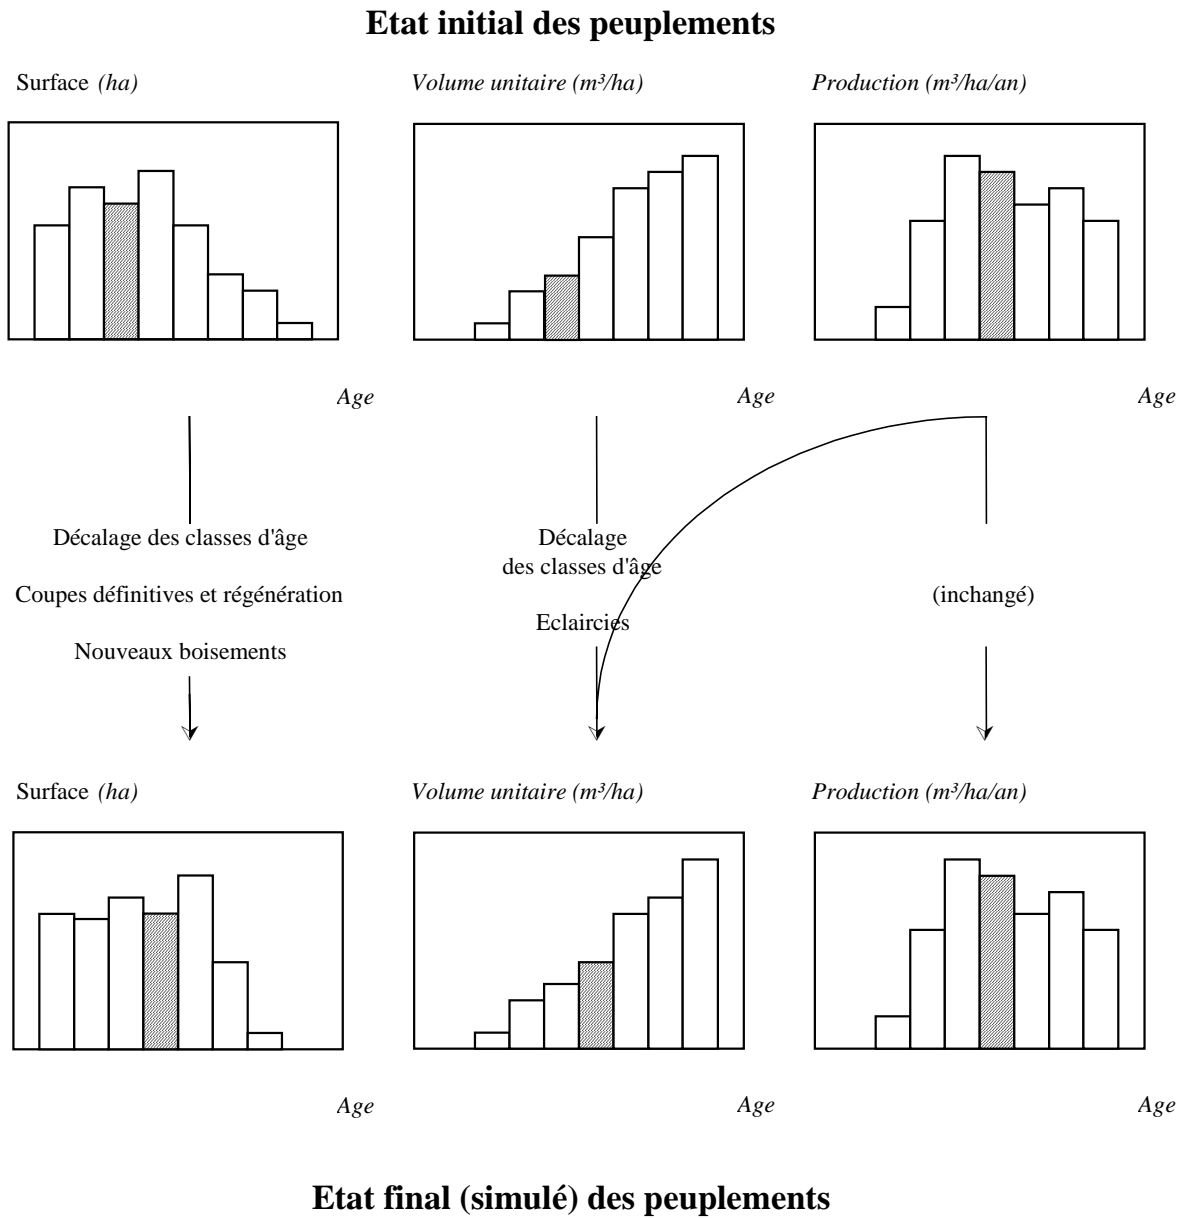 Etat initial des peuplements
Surface (ha)
Volume unitaire (m³/ha)
Production (m³/ha/an)
Age
Age
Age
Décalage des classes d'âge
Coupes définitives et régénération
Nouveaux boisements
Décalage
des classes d'âge
Eclaircies
(inchangé)
Surface (ha)
Volume unitaire (m³/ha)
Production (m³/ha/an)
Age
Age
Age
Etat final (simulé) des peuplements